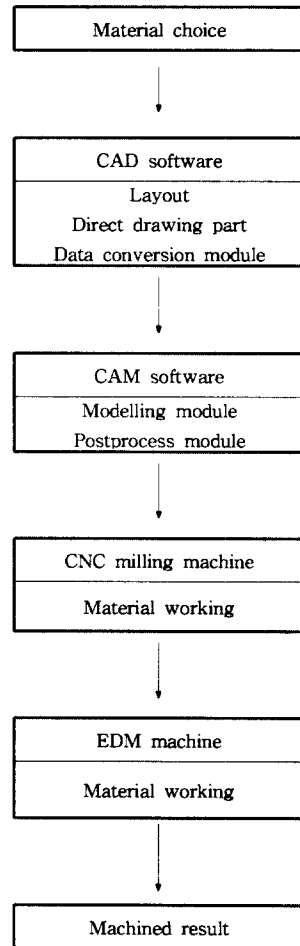 Material choice
CAD software
Layout
Direct drawing part
Data conversion module
CAM software
Modelling module
Postprocess module
CNC milling machine
Material working
EDM machine
Material working
Machined result